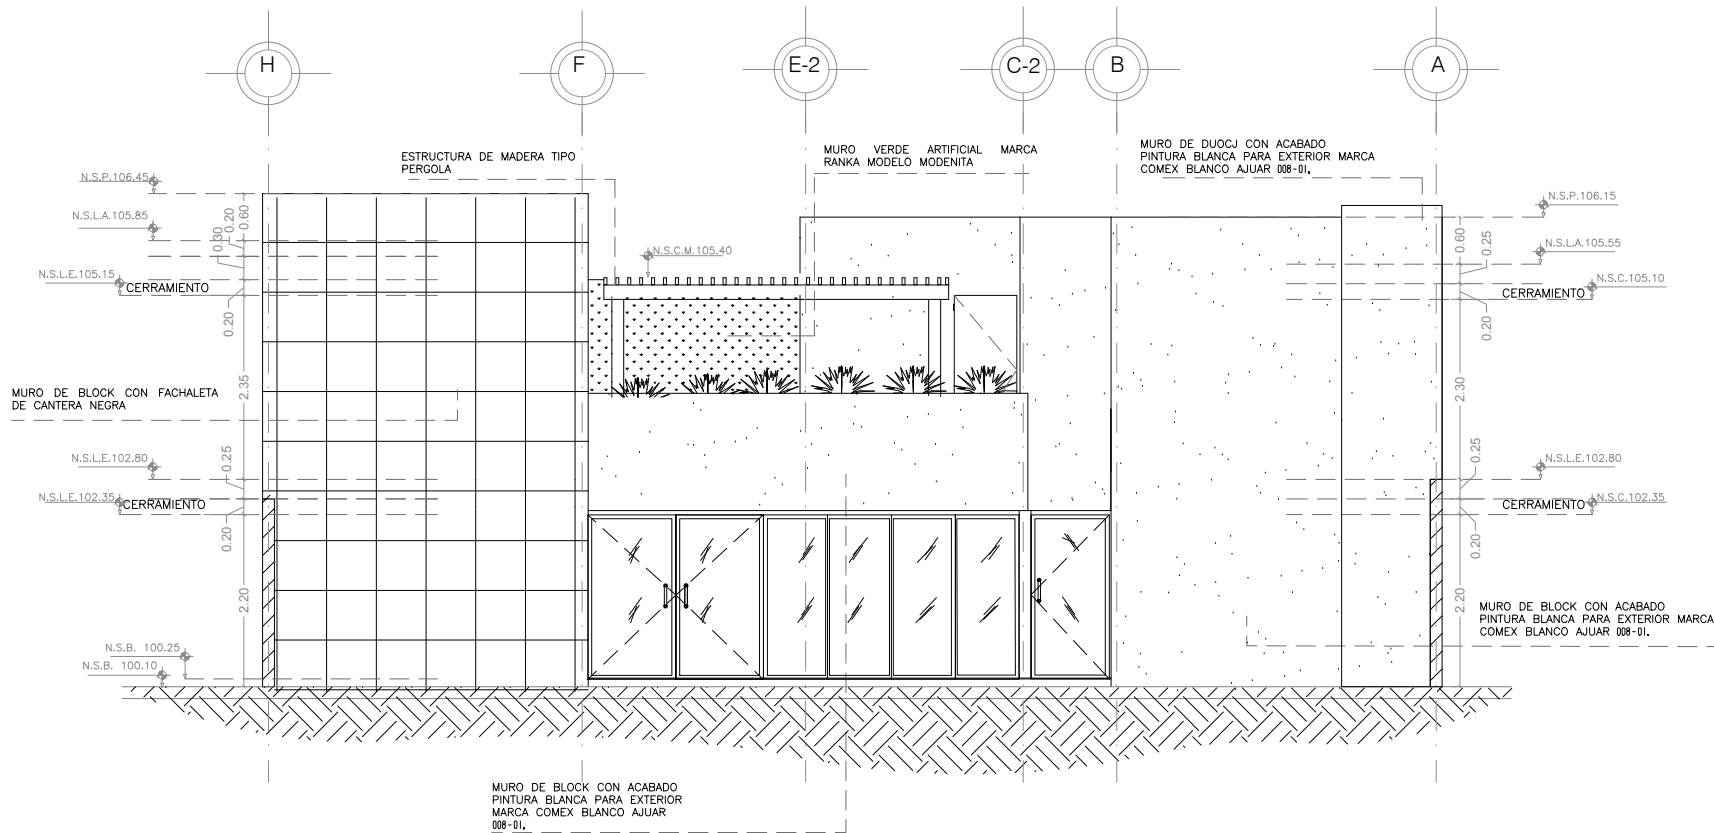 H
F
E-2
C-2
B
A
ESTRUCTURA DE MADERA TIPO
PERGOLA
MURO VERDE ARTIFICIAL MARCA
RANKA MODELO MODENITA
MURO DE DUOCJ CON ACABADO
PINTURA BLANCA PARA EXTERIOR MARCA
COMEX BLANCO AJUAR 008-01.
N.S.P.106.45
N.S.L.A.105.85
N.S.L.E.105.15
CERRAMIENTO
0.60
0.20
0.30
0.20
2.35
MURO DE BLOCK CON FACHALETA
DE CANTERA NEGRA
N.S.L.E.102.80
N.S.L.E.102.35
CERRAMIENTO
0.25
0.20
2.20
N.S.B. 100.25
N.S.B. 100.10
N.S.C.M.105.40
N.S.P.106.15
N.S.L.A.105.55
N.S.C.105.10
CERRAMIENTO
0.60
0.25
0.20
2.30
N.S.L.E.102.80
N.S.C.102.35
CERRAMIENTO
0.25
0.20
2.20
MURO DE BLOCK CON ACABADO
PINTURA BLANCA PARA EXTERIOR MARCA
COMEX BLANCO AJUAR 008-01.
MURO DE BLOCK CON ACABADO
PINTURA BLANCA PARA EXTERIOR
MARCA COMEX BLANCO AJUAR
008-01.